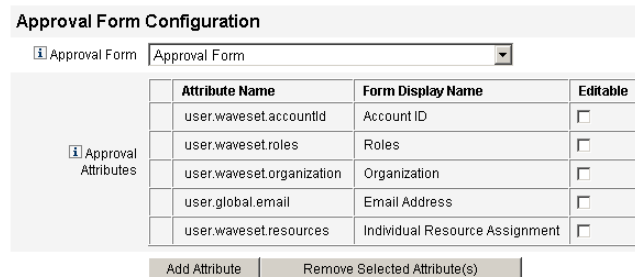 Approval Form Configuration
i Approval Form Approval Form
Attribute Name Form Display Name Editable
user.waveset.accountId Account ID
user.waveset.roles Roles
i Approval Attributes
user.waveset.organization Organization
user.global.email Email Address
user.waveset.resources Individual Resource Assignment
Add Attribute Remove Selected Attribute(s)